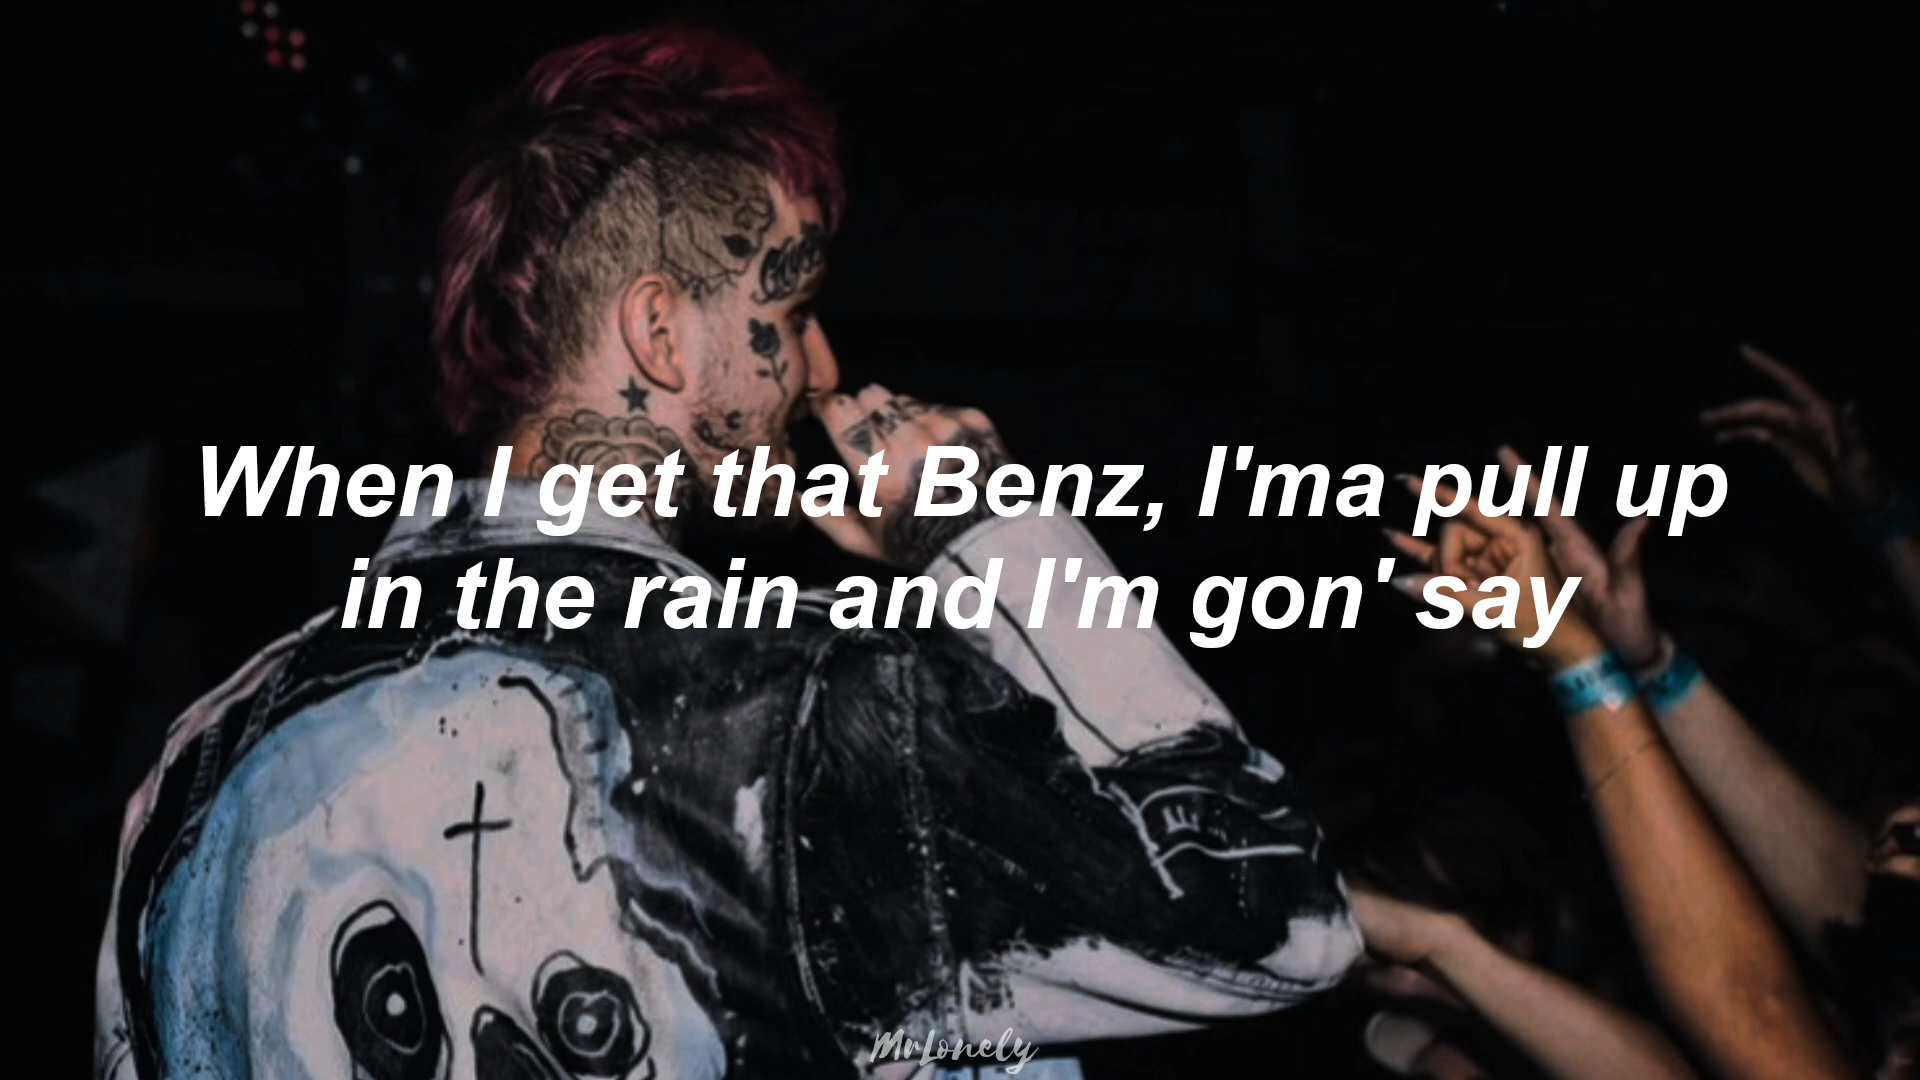 When I get that Benz, I'ma pull up
in the rain and I'm gon' say
MrLonely